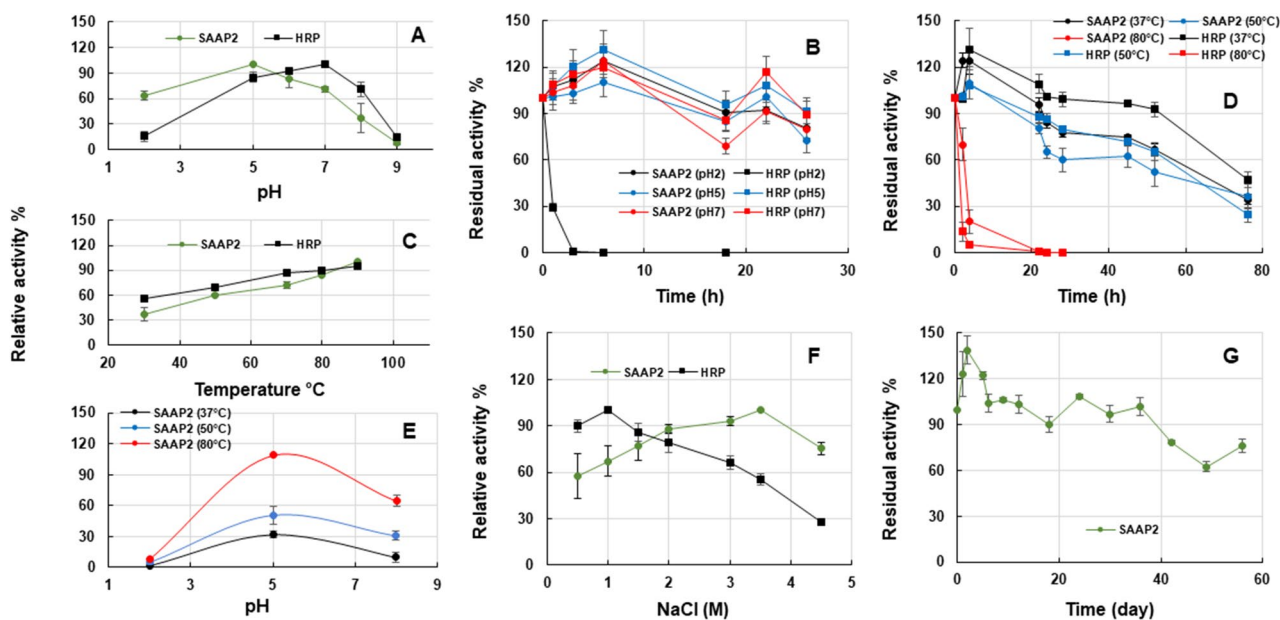 Relative activity %
150
120
90
60
30
0
SAAP2
HRP
A
1
3
5
7
9
pH
Residual activity %
150
120
90
60
30
0
B
SAAP2 (pH2)
HRP (pH2)
SAAP2 (pH5)
HRP (pH5)
SAAP2 (pH7)
HRP (pH7)
0
10
20
30
Time (h)
150
120
90
60
30
0
SAAP2
HRP
C
20
40
60
80
100
Temperature °C
Residual activity %
150
120
90
60
30
0
SAAP2 (37°C)
SAAP2 (50°C)
SAAP2 (80°C)
HRP (37°C)
HRP (50°C)
HRP (80°C)
D
0
20
40
60
80
Time (h)
150
120
90
60
30
0
SAAP2 (37°C)
SAAP2 (50°C)
SAAP2 (80°C)
E
1
3
5
7
9
pH
Relative activity %
150
120
90
60
30
0
SAAP2
HRP
F
0
1
2
3
4
5
NaCl (M)
Residual activity %
150
120
90
60
30
0
G
SAAP2
0
20
40
60
Time (day)